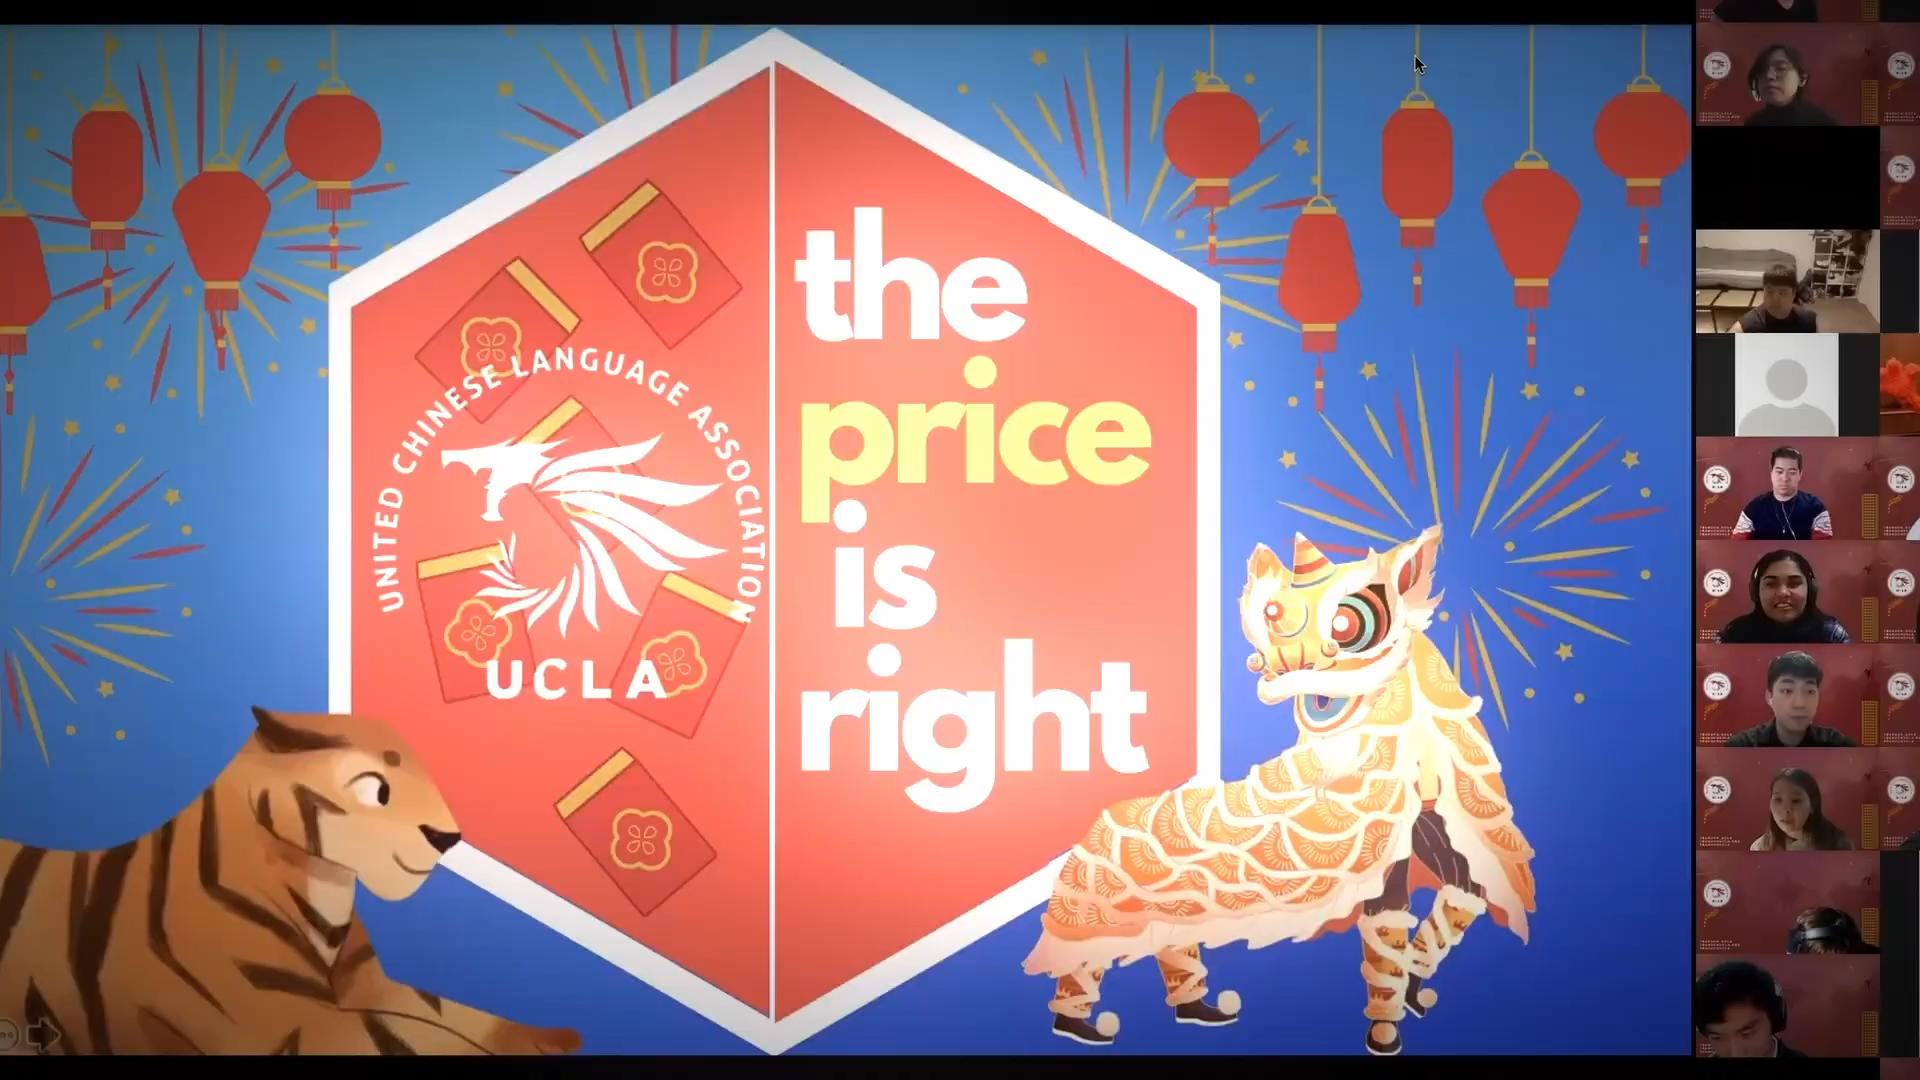 UNITED CHINESE LANGUAGE ASSOCIATION
UCLA
the
price
is
right